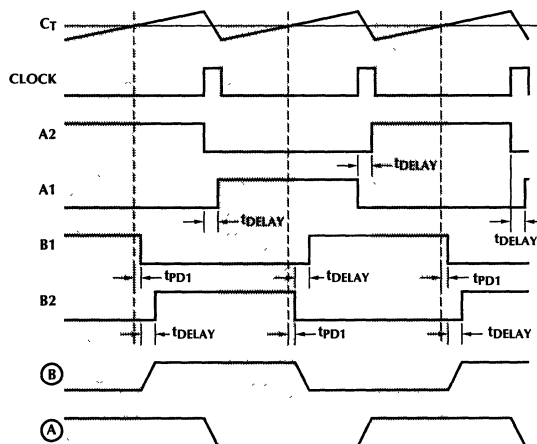 CT
CLOCK
A2
tDELAY
A1
tDELAY
tDELAY
B1
tPD1
tDELAY
tPD1
B2
tDELAY
tPD1
tDELAY
B
A